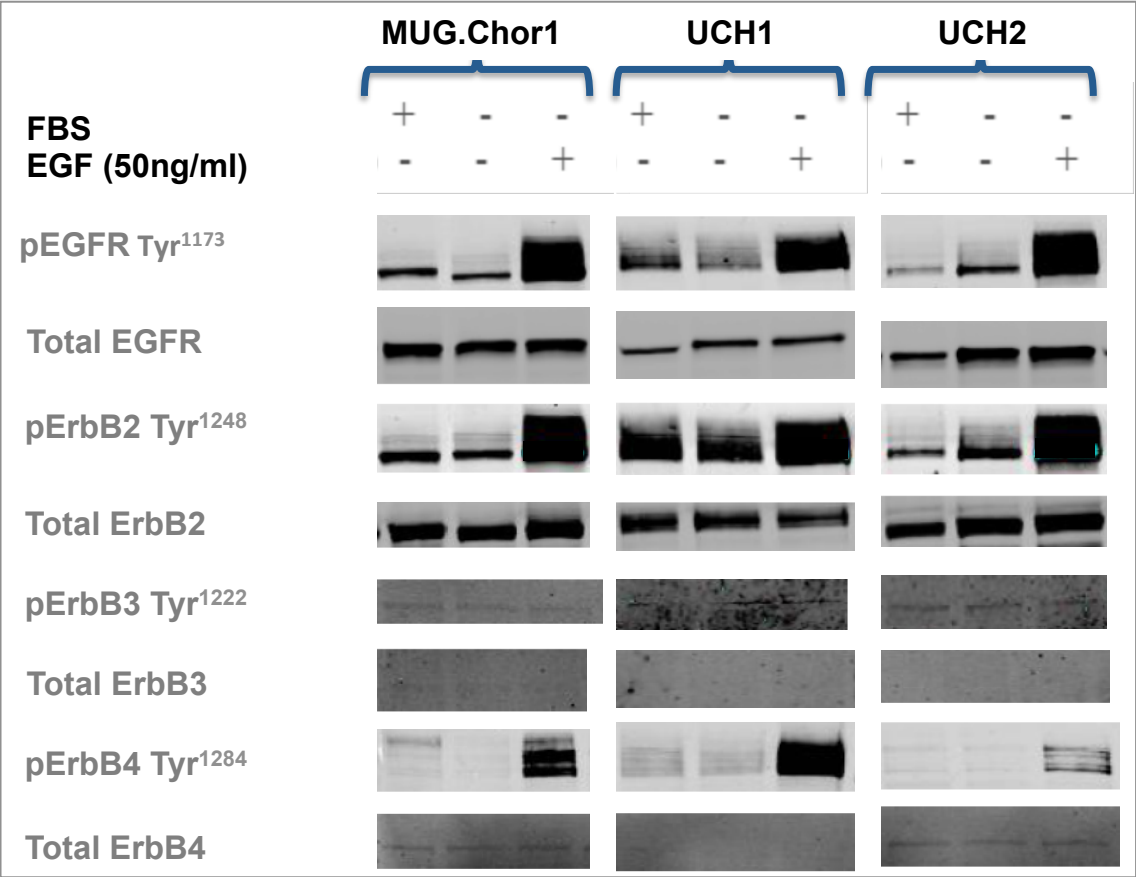 MUG.Chor1 UCH1 UCH2
FBS + - - + - - + - -
EGF (50ng/ml) - - + - - + - - +
pEGFR Tyr¹¹⁷³
Total EGFR
pErbB2 Tyr¹²⁴⁸
Total ErbB2
pErbB3 Tyr¹²²²
Total ErbB3
pErbB4 Tyr¹²⁸⁴
Total ErbB4